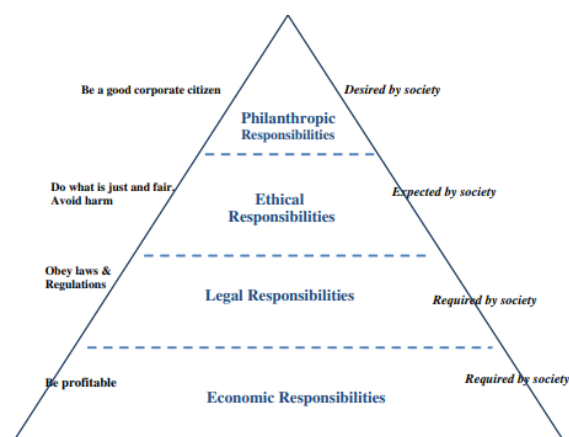 Be a good corporate citizen
Desired by society
Philanthropic
Responsibilities
Do what is just and fair,
Avoid harm
Expected by society
Ethical
Responsibilities
Obey laws &
Regulations
Legal Responsibilities
Required by society
Be profitable
Required by society
Economic Responsibilities